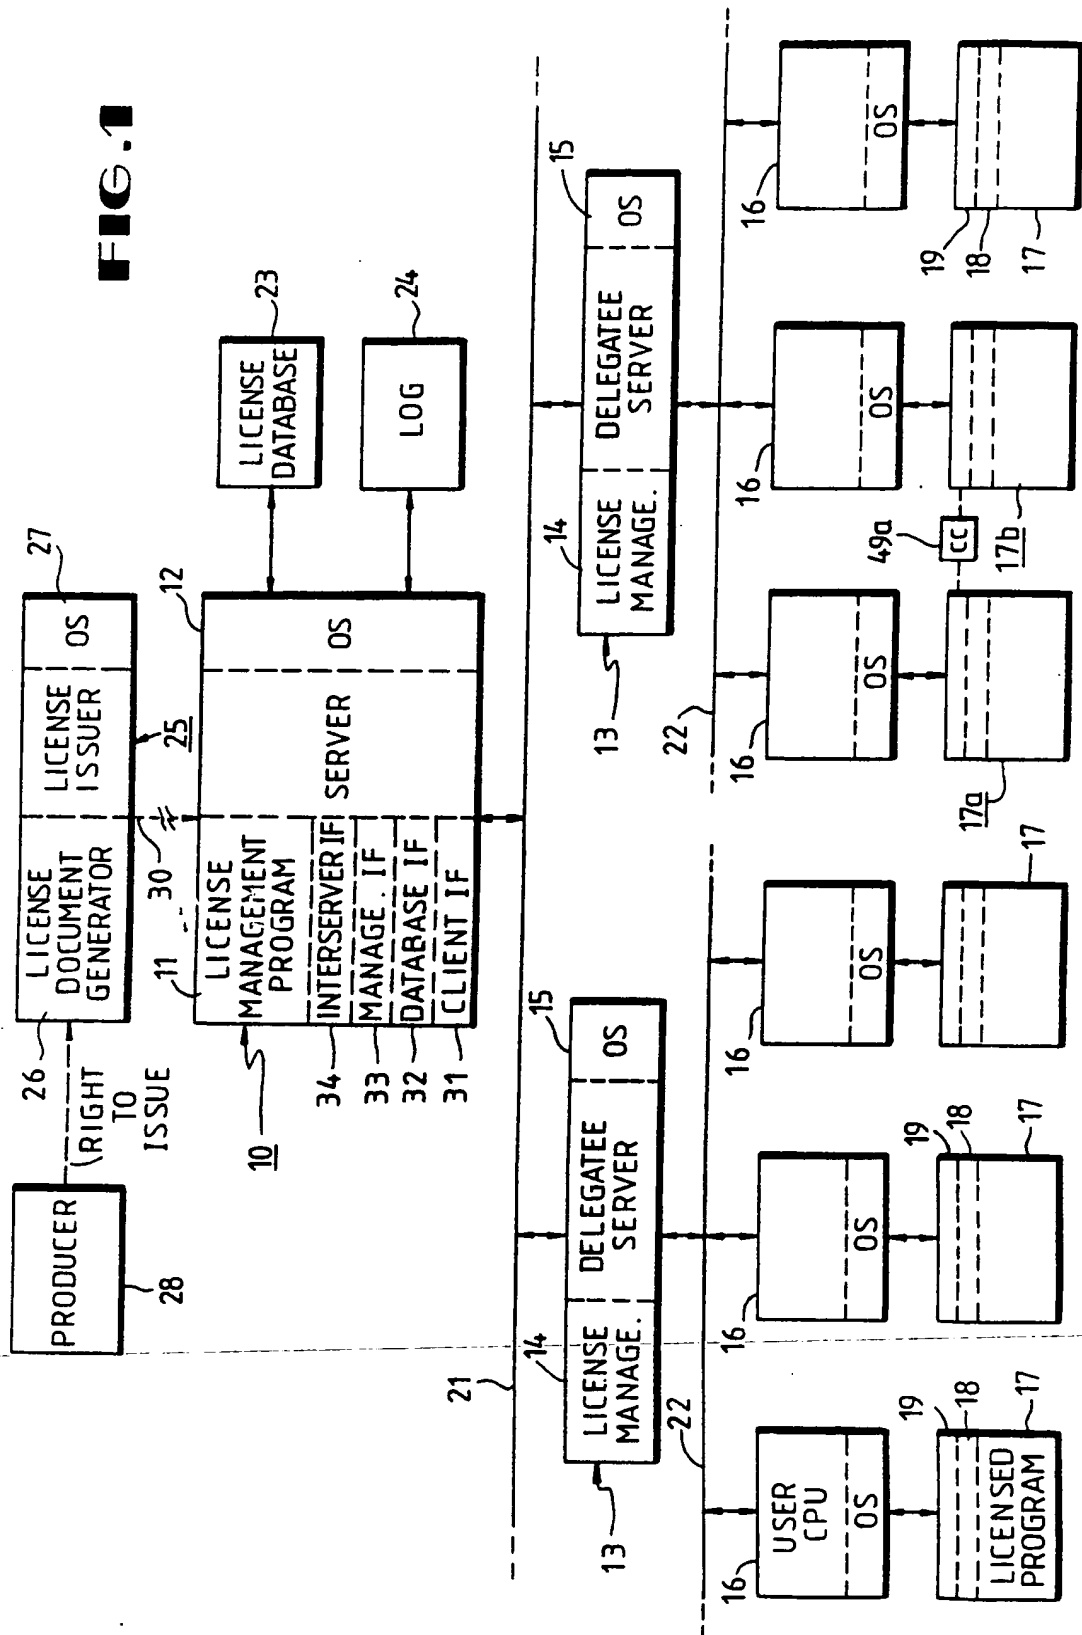 FIG.1
PRODUCER
28
(RIGHT
TO
ISSUE
26
LICENSE
DOCUMENT
GENERATOR
LICENSE
ISSUER
OS
27
25
30
11
LICENSE
MANAGEMENT
PROGRAM
INTERSERVER IF
MANAGE. IF
DATABASE IF
CLIENT IF
SERVER
OS
12
10
34
33
32
31
LICENSE
DATABASE
23
LOG
24
21
14
LICENSE
MANAGE.
DELEGATEE
SERVER
OS
15
13
14
LICENSE
MANAGE.
DELEGATEE
SERVER
OS
15
13
22
22
16
USER
CPU
OS
16
OS
16
OS
16
OS
16
OS
16
OS
19
18
17
LICENSED
PROGRAM
19
18
17
17
17a
49a
CC
17b
19
18
17